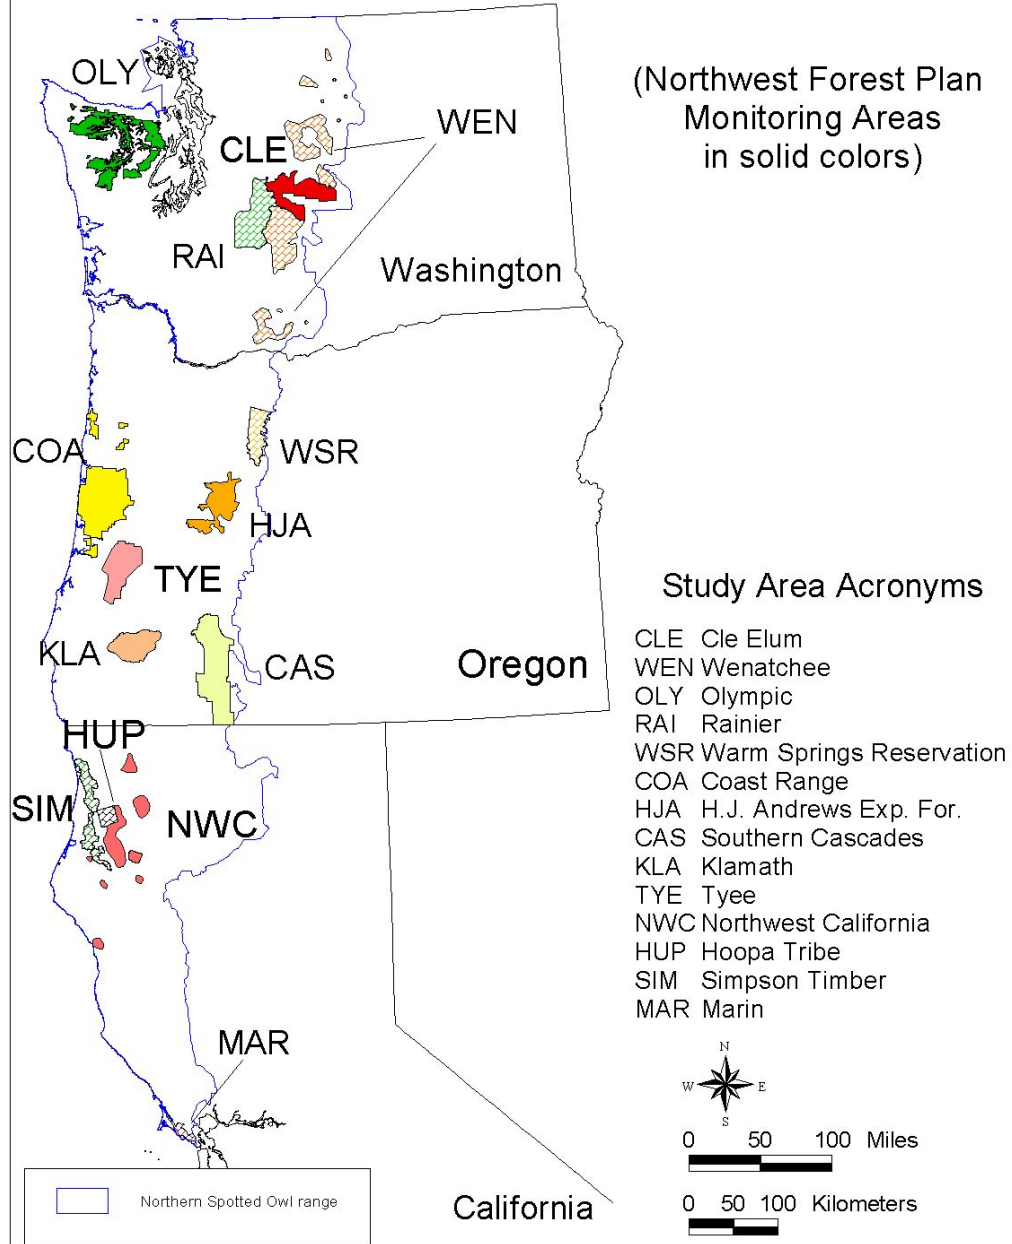 OLY
(Northwest Forest Plan
Monitoring Areas
in solid colors)
WEN
CLE
RAI
Washington
COA
WSR
HJA
TYE
KLA
CAS
Oregon
HUP
SIM
NWC
MAR
California
Study Area Acronyms
CLE Cle Elum
WEN Wenatchee
OLY Olympic
RAI Rainier
WSR Warm Springs Reservation
COA Coast Range
HJA H.J. Andrews Exp. For.
CAS Southern Cascades
KLA Klamath
TYE Tyee
NWC Northwest California
HUP Hoopa Tribe
SIM Simpson Timber
MAR Marin
N
W E
S
0 50 100 Miles
0 50 100 Kilometers
Northern Spotted Owl range